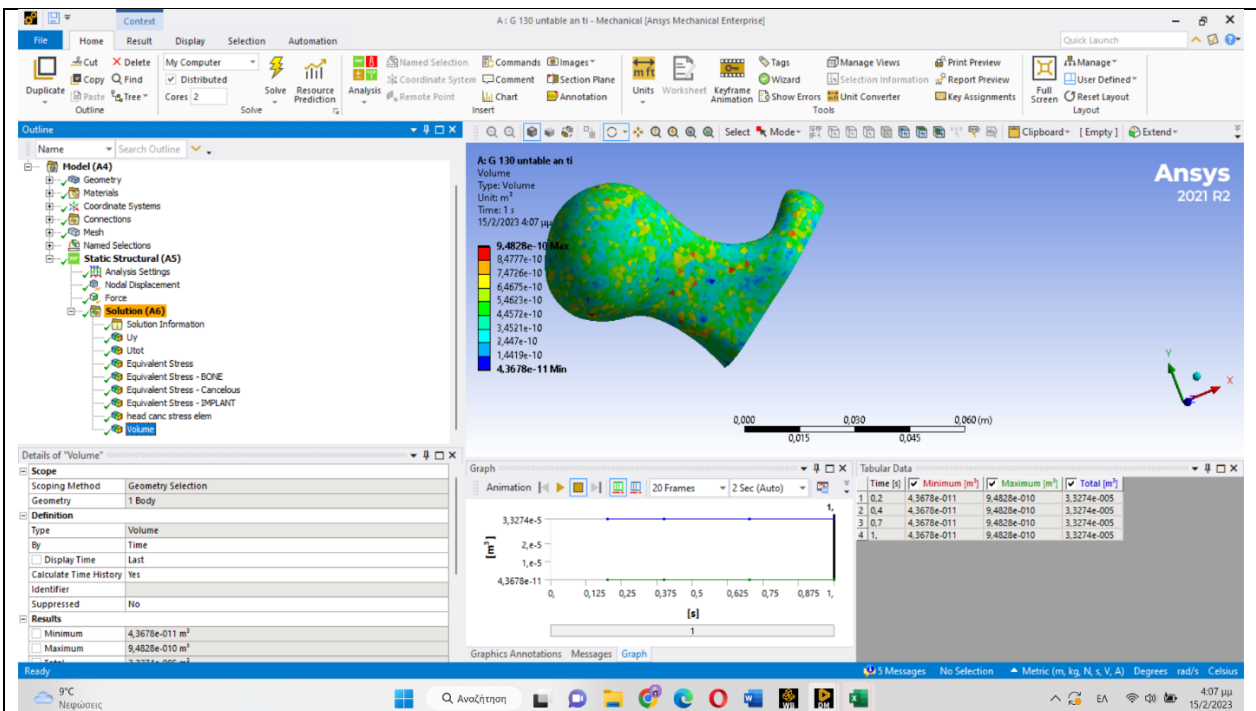 Context
A : G 130 untable an ti - Mechanical [Ansys Mechanical Enterprise]
File Home Result Display Selection Automation
Quick Launch
Duplicate
Cut Delete
Copy Find
Paste Tree
Outline
My Computer
Distributed
Cores 2
Solve
Resource Prediction
Solve
Analysis
Named Selection Commands Images
Coordinate System Comment Section Plane
Remote Point Chart Annotation
Insert
Units Worksheet Keyframe Animation
Tags
Wizard
Show Errors
Manage Views
Selection Information
Unit Converter
Print Preview
Report Preview
Key Assignments
Tools
Full Screen
Manage
User Defined
Reset Layout
Layout
Outline
Name Search Outline
Select Mode Clipboard [Empty] Extend
Model (A4)
Geometry
Materials
Coordinate Systems
Connections
Mesh
Named Selections
Static Structural (A5)
Analysis Settings
Nodal Displacement
Force
Solution (A6)
Solution Information
Uy
Utot
Equivalent Stress
Equivalent Stress - BONE
Equivalent Stress - Cancelous
Equivalent Stress - IMPLANT
head canc stress elem
Volume
A: G 130 untable an ti
Volume
Type: Volume
Unit: m³
Time: 1 s
15/2/2023 4:07 μμ
9,4828e-10 Max
8,4777e-10
7,4726e-10
6,4675e-10
5,4623e-10
4,4572e-10
3,4521e-10
2,447e-10
1,4419e-10
4,3678e-11 Min
Ansys
2021 R2
Y
X
0,000 0,030 0,060 (m)
0,015 0,045
Details of "Volume"
Scope
Scoping Method Geometry Selection
Geometry 1 Body
Definition
Type Volume
By Time
Display Time Last
Calculate Time History Yes
Identifier
Suppressed No
Results
Minimum 4,3678e-011 m³
Maximum 9,4828e-010 m³
Graph
Animation 20 Frames 2 Sec (Auto)
1,
3,3274e-5
2,e-5
1,e-5
4,3678e-11
[m³]
0, 0,125 0,25 0,375 0,5 0,625 0,75 0,875 1,
[s]
1
Graphics Annotations Messages Graph
Tabular Data
Time [s] Minimum [m³] Maximum [m³] Total [m³]
1 0,2 4,3678e-011 9,4828e-010 3,3274e-005
2 0,4 4,3678e-011 9,4828e-010 3,3274e-005
3 0,7 4,3678e-011 9,4828e-010 3,3274e-005
4 1, 4,3678e-011 9,4828e-010 3,3274e-005
Ready
5 Messages No Selection Metric (m, kg, N, s, V, A) Degrees rad/s Celsius
9°C
Νεφώσεις
Αναζήτηση
WB
DM
ΕΛ
4:07 μμ
15/2/2023